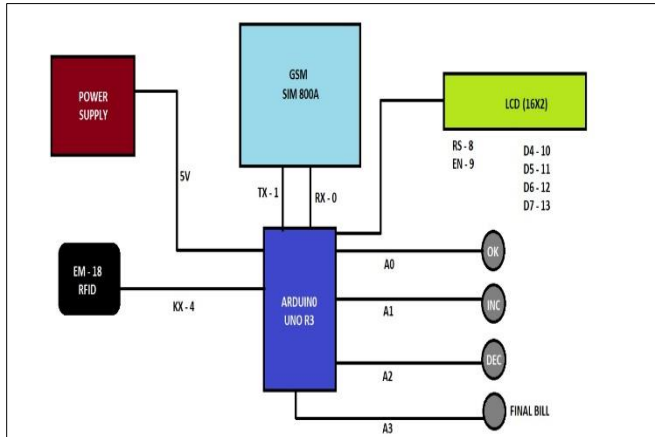 GSM
SIM 800A
POWER
SUPPLY
LCD (16X2)
RS - 8
EN - 9
D4 - 10
D5 - 11
D6 - 12
D7 - 13
5V
TX - 1
RX - 0
EM - 18
RFID
KX - 4
ARDUIN0
UNO R3
A0
OK
A1
INC
A2
DEC
A3
FINAL BILL